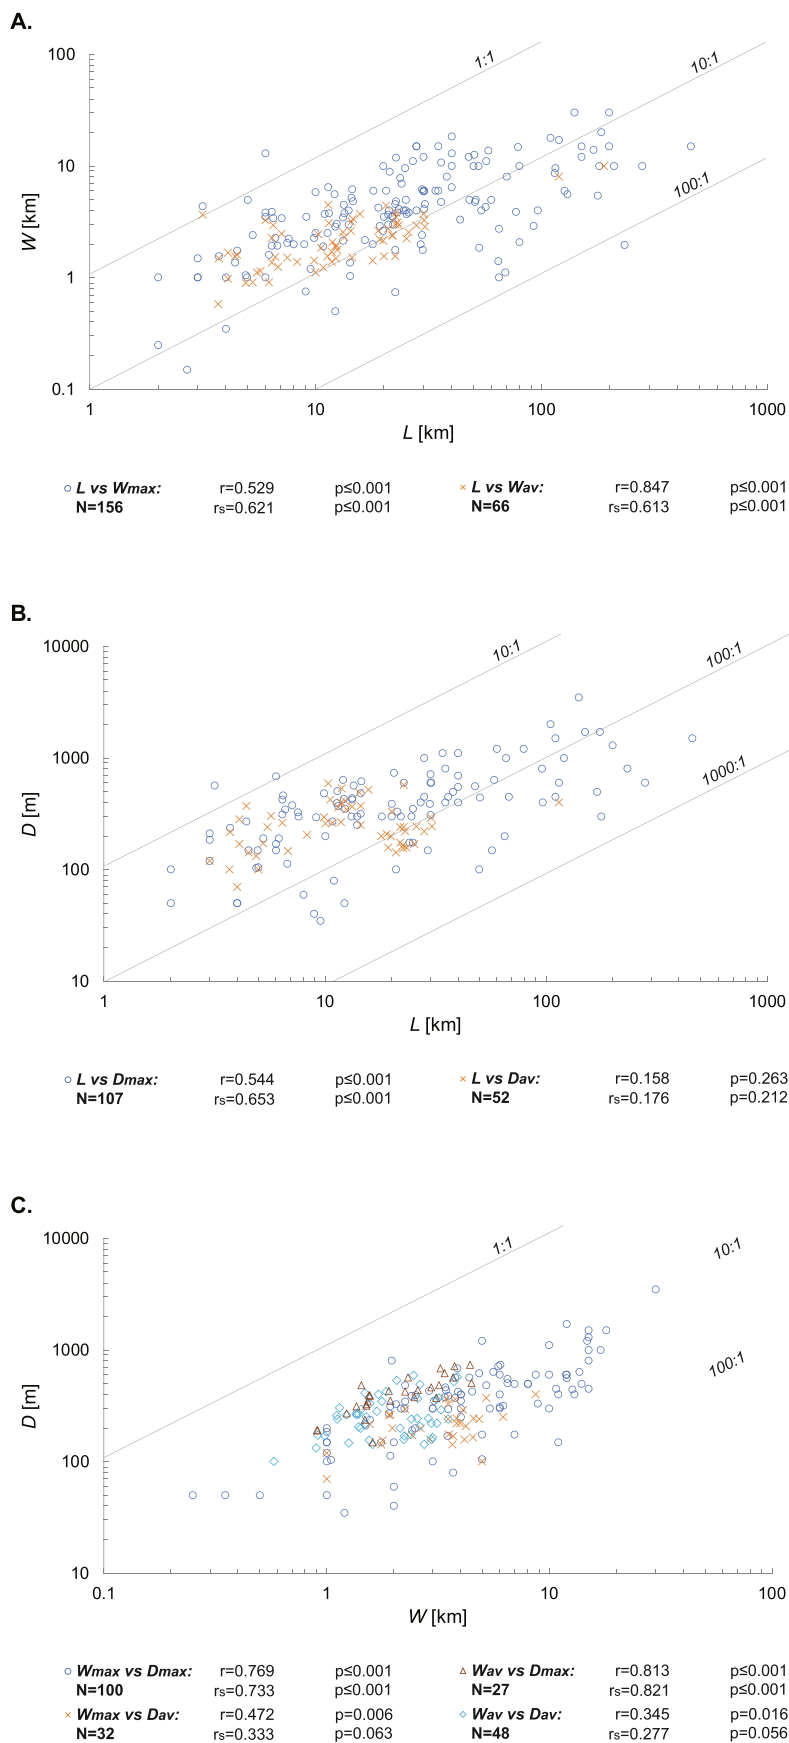 A.
100
10
1
0.1
1
10
100
1000
W [km]
L [km]
1:1
10:1
100:1
L vs Wmax: r=0.529 p≤0.001
N=156 rs=0.621 p≤0.001
L vs Wav: r=0.847 p≤0.001
N=66 rs=0.613 p≤0.001
B.
10000
1000
100
10
1
10
100
1000
D [m]
L [km]
10:1
100:1
1000:1
L vs Dmax: r=0.544 p≤0.001
N=107 rs=0.653 p≤0.001
L vs Dav: r=0.158 p=0.263
N=52 rs=0.176 p=0.212
C.
10000
1000
100
10
0.1
1
10
100
D [m]
W [km]
1:1
10:1
100:1
Wmax vs Dmax: r=0.769 p≤0.001
N=100 rs=0.733 p≤0.001
Wav vs Dmax: r=0.813 p≤0.001
N=27 rs=0.821 p≤0.001
Wmax vs Dav: r=0.472 p=0.006
N=32 rs=0.333 p=0.063
Wav vs Dav: r=0.345 p=0.016
N=48 rs=0.277 p=0.056